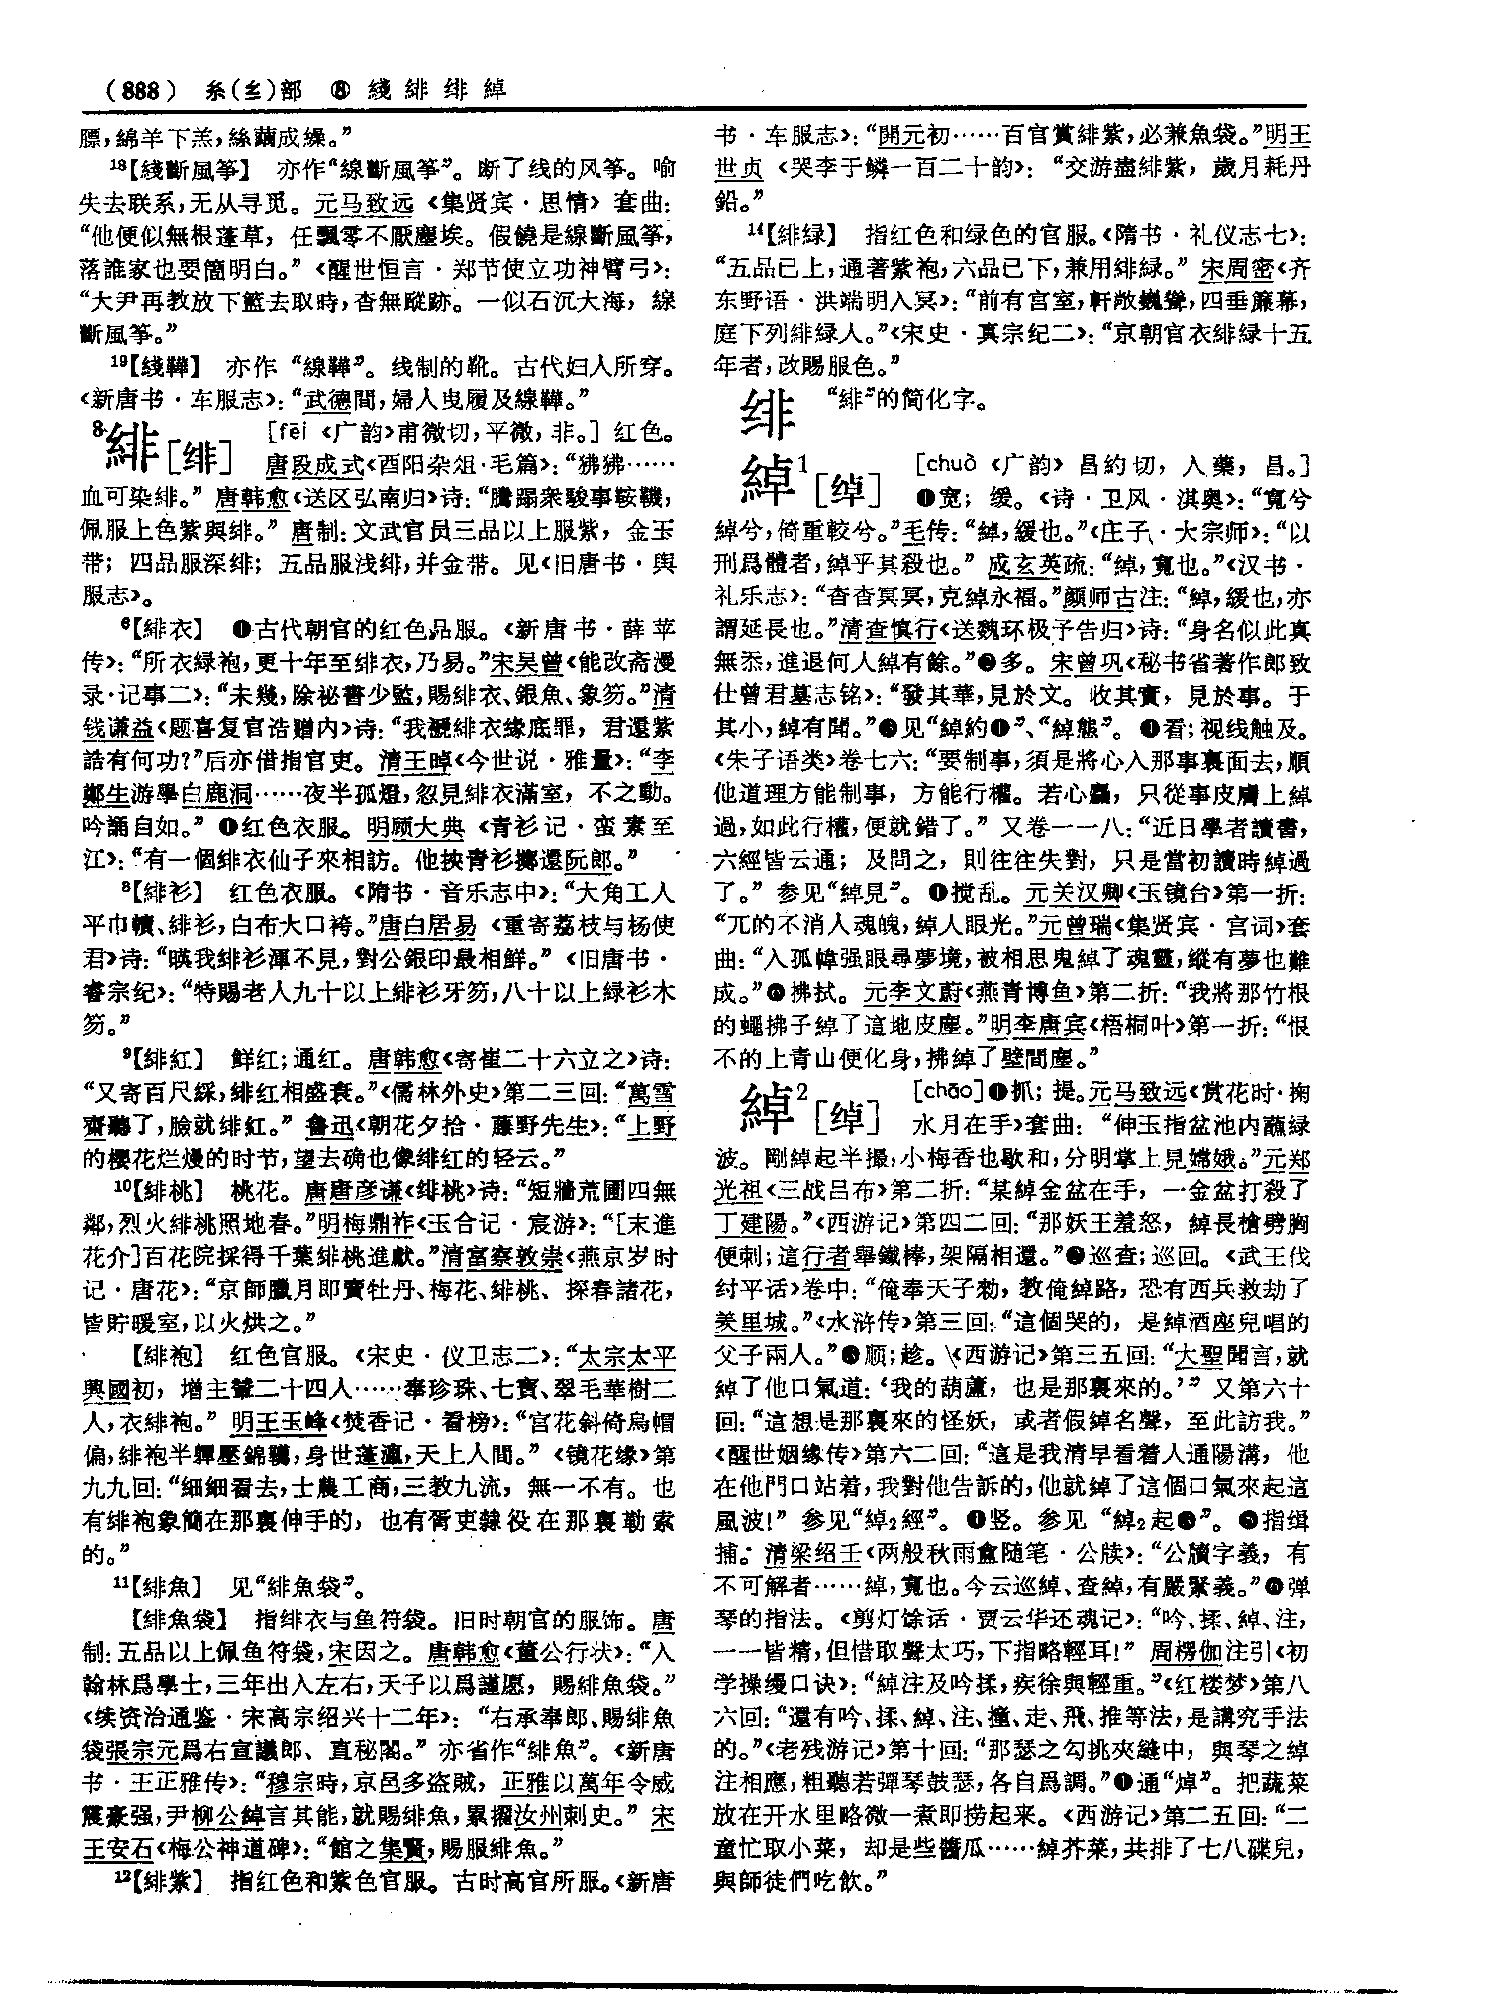 (888) 糸(纟)部 ⑧ 綫緋绯綽
膘,綿羊下羔,絲繭成繰。”
¹⁸【綫斷風筝】 亦作“線斷風筝”。断了线的风筝。喻
失去联系,无从寻觅。元马致远《集贤宾·思情》套曲:
“他便似無根蓬草,任飄零不厭塵埃。假饒是線斷風筝,
落誰家也要箇明白。”《醒世恒言·郑节使立功神臂弓》:
“大尹再教放下籃去取時,杳無蹤跡。一似石沉大海,線
斷風筝。”
¹⁹【綫鞾】 亦作“線鞾”。线制的靴。古代妇人所穿。
《新唐书·车服志》:“武德間,婦人曳履及線鞾。”
⁸緋[绯] [fēi 《广韵》甫微切,平微,非。]红色。
唐段成式《酉阳杂俎·毛篇》:“狒狒……
血可染緋。”唐韩愈《送区弘南归》诗:“騰蹋衆駿事鞍鞿,
佩服上色紫與緋。”唐制:文武官员三品以上服紫,金玉
带;四品服深绯;五品服浅绯,并金带。见《旧唐书·舆
服志》。
⁶【緋衣】 ❶古代朝官的红色品服。《新唐书·薛苹
传》:“所衣緑袍,更十年至緋衣,乃易。”宋吴曾《能改斋漫
录·记事二》:“未幾,除祕書少監,賜緋衣、銀魚、象笏。”清
钱谦益《题喜复官诰赠内》诗:“我褫緋衣缘底罪,君還紫
誥有何功?”后亦借指官吏。清王晫《今世说·雅量》:“李
鄭生游學白鹿洞……夜半孤燈,忽見緋衣滿室,不之動。
吟誦自如。”❷红色衣服。明顾大典《青衫记·蛮素至
江》:“有一個緋衣仙子來相訪。他挾青衫擲還阮郎。”
⁸【緋衫】 红色衣服。《隋书·音乐志中》:“大角工人
平巾幘、緋衫,白布大口袴。”唐白居易《重寄荔枝与杨使
君》诗:“暎我緋衫渾不見,對公銀印最相鮮。”《旧唐书·
睿宗纪》:“特賜老人九十以上緋衫牙笏,八十以上緑衫木
笏。”
⁹【緋紅】 鲜红;通红。唐韩愈《寄崔二十六立之》诗:
“又寄百尺綵,緋红相盛衰。”《儒林外史》第二三回:“萬雪
齋聽了,臉就緋紅。”鲁迅《朝花夕拾·藤野先生》:“上野
的樱花烂熳的时节,望去确也像绯红的轻云。”
¹⁰【緋桃】 桃花。唐唐彦谦《绯桃》诗:“短牆荒圃四無
鄰,烈火緋桃照地春。”明梅鼎祚《玉合记·宸游》:“[末進
花介]百花院採得千葉緋桃進獻。”清富察敦崇《燕京岁时
记·唐花》:“京師臘月即賣牡丹、梅花、緋桃、探春諸花,
皆貯暖室,以火烘之。”
【緋袍】 红色官服。《宋史·仪卫志二》:“太宗太平
興國初,增主輦二十四人……奉珍珠、七寳、翠毛華樹二
人,衣緋袍。”明王玉峰《焚香记·看榜》:“宫花斜倚烏帽
偏,緋袍半嚲壓錦韉,身世蓬瀛,天上人間。”《镜花缘》第
九九回:“細細看去,士農工商,三教九流,無一不有。也
有緋袍象簡在那裏伸手的,也有胥吏隸役在那裏勒索
的。”
¹¹【緋魚】 见“緋魚袋”。
【緋魚袋】 指绯衣与鱼符袋。旧时朝官的服饰。唐
制:五品以上佩鱼符袋,宋因之。唐韩愈《董公行状》:“入
翰林爲學士,三年出入左右,天子以爲謹愿,賜緋魚袋。”
《续资治通鉴·宋高宗绍兴十二年》:“右承奉郎、賜緋魚
袋張宗元爲右宣議郎、直秘閣。”亦省作“緋魚”。《新唐
书·王正雅传》:“穆宗時,京邑多盗賊,正雅以萬年令威
震豪强,尹柳公綽言其能,就賜緋魚,累擢汝州刺史。”宋
王安石《梅公神道碑》:“館之集賢,賜服緋魚。”
¹²【緋紫】 指红色和紫色官服。古时高官所服。《新唐
书·车服志》:“開元初……百官賞緋紫,必兼魚袋。”明王
世贞《哭李于鳞一百二十韵》:“交游盡緋紫,歲月耗丹
鉛。”
¹⁴【緋緑】 指红色和绿色的官服。《隋书·礼仪志七》:
“五品已上,通著紫袍,六品已下,兼用緋緑。”宋周密《齐
东野语·洪端明入冥》:“前有宫室,軒敞巍聳,四垂簾幕,
庭下列緋緑人。”《宋史·真宗纪二》:“京朝官衣緋緑十五
年者,改賜服色。”
绯 “緋”的简化字。
綽¹[绰] [chuò 《广韵》昌約切,入藥,昌。]
❶宽;缓。《诗·卫风·淇奥》:“寬兮
綽兮,倚重較兮。”毛传:“綽,緩也。”《庄子·大宗师》:“以
刑爲體者,綽乎其殺也。”成玄英疏:“綽,寬也。”《汉书·
礼乐志》:“杳杳冥冥,克綽永福。”颜师古注:“綽,緩也,亦
謂延長也。”清查慎行《送魏环极予告归》诗:“身名似此真
無忝,進退何人綽有餘。”❷多。宋曾巩《秘书省著作郎致
仕曾君墓志铭》:“發其華,見於文。收其實,見於事。于
其小,綽有聞。”❸见“綽約❶”、“綽態”。❹看;视线触及。
《朱子语类》卷七六:“要制事,須是將心入那事裏面去,順
他道理方能制事,方能行權。若心麤,只從事皮膚上綽
過,如此行權,便就錯了。”又卷一一八:“近日學者讀書,
六經皆云通;及問之,則往往失對,只是當初讀時綽過
了。”参见“綽見”。❺搅乱。元关汉卿《玉镜台》第一折:
“兀的不消人魂魄,綽人眼光。”元曾瑞《集贤宾·宫词》套
曲:“入孤幃强眼尋夢境,被相思鬼綽了魂靈,縱有夢也難
成。”❻拂拭。元李文蔚《燕青博鱼》第二折:“我將那竹根
的蠅拂子綽了這地皮塵。”明李唐宾《梧桐叶》第一折:“恨
不的上青山便化身,拂綽了壁間塵。”
綽²[绰] [chāo]❶抓;提。元马致远《赏花时·掬
水月在手》套曲:“伸玉指盆池内蘸緑
波。剛綽起半撮,小梅香也歇和,分明掌上見嫦娥。”元郑
光祖《三战吕布》第二折:“某綽金盆在手,一金盆打殺了
丁建陽。”《西游记》第四二回:“那妖王羞怒,綽長槍劈胸
便刺;這行者舉鐵棒,架隔相還。”❷巡查;巡回。《武王伐
纣平话》卷中:“俺奉天子勑,教俺綽路,恐有西兵救劫了
羑里城。”《水浒传》第三回:“這個哭的,是綽酒座兒唱的
父子兩人。”❸顺;趁。《西游记》第三五回:“大聖聞言,就
綽了他口氣道:‘我的葫蘆,也是那裏來的。’”又第六十
回:“這想是那裏來的怪妖,或者假綽名聲,至此訪我。”
《醒世姻缘传》第六二回:“這是我清早看着人通陽溝,他
在他門口站着,我對他告訴的,他就綽了這個口氣來起這
風波!”参见“綽₂經”。❹竖。参见“綽₂起❸”。❺指缉
捕。清梁绍壬《两般秋雨盦随笔·公牍》:“公牘字義,有
不可解者……綽,寬也。今云巡綽、查綽,有嚴緊義。”❻弹
琴的指法。《剪灯馀话·贾云华还魂记》:“吟、揉、綽、注,
一一皆精,但惜取聲太巧,下指略輕耳!”周楞伽注引《初
学操缦口诀》:“綽注及吟揉,疾徐與輕重。”《红楼梦》第八
六回:“還有吟、揉、綽、注、撞、走、飛、推等法,是講究手法
的。”《老残游记》第十回:“那瑟之勾挑夾縫中,與琴之綽
注相應,粗聽若彈琴鼓瑟,各自爲調。”❼通“焯”。把蔬菜
放在开水里略微一煮即捞起来。《西游记》第二五回:“二
童忙取小菜,却是些醬瓜……綽芥菜,共排了七八碟兒,
與師徒們吃飲。”